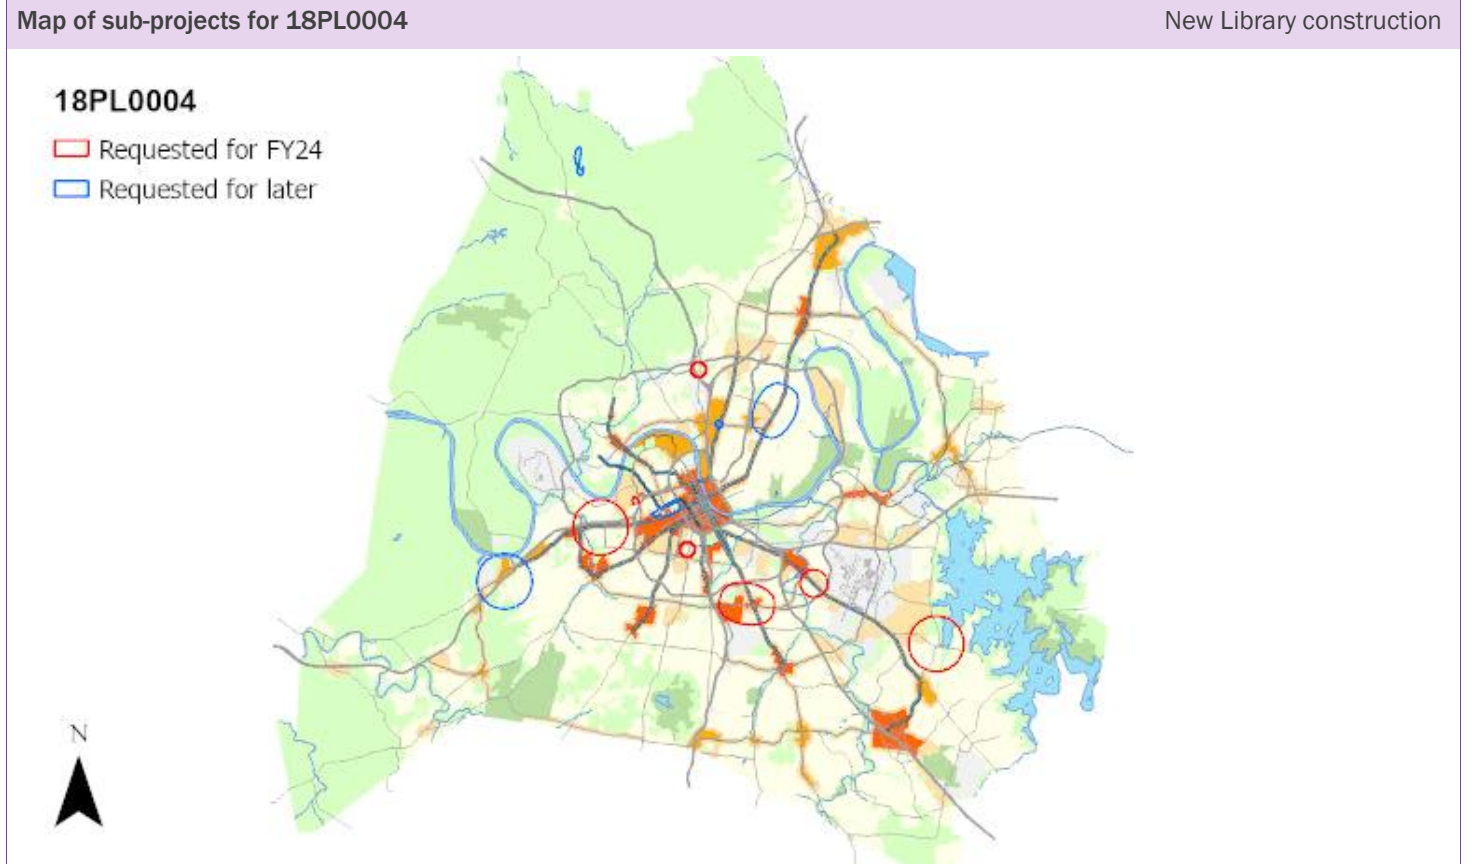 Map of sub-projects for 18PL0004 New Library construction
18PL0004
Requested for FY24
Requested for later
N